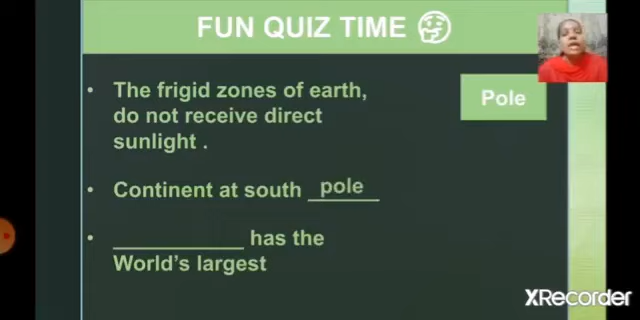 FUN QUIZ TIME 🤔
• The frigid zones of earth,
do not receive direct
sunlight .
Pole
• Continent at south pole
• ____________ has the
World's largest
XRecorder